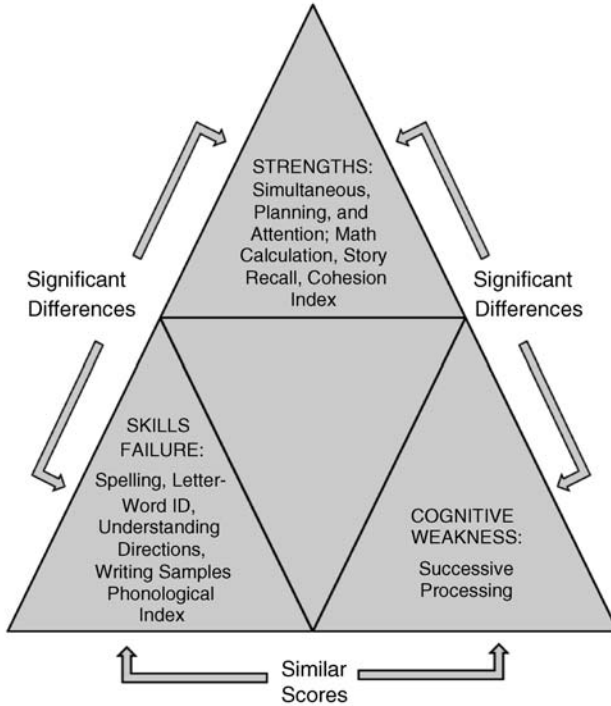 STRENGTHS:
Simultaneous,
Planning, and
Attention; Math
Calculation, Story
Recall, Cohesion
Index
Significant
Differences
Significant
Differences
SKILLS
FAILURE:
Spelling, Letter-
Word ID,
Understanding
Directions,
Writing Samples
Phonological
Index
COGNITIVE
WEAKNESS:
Successive
Processing
Similar
Scores